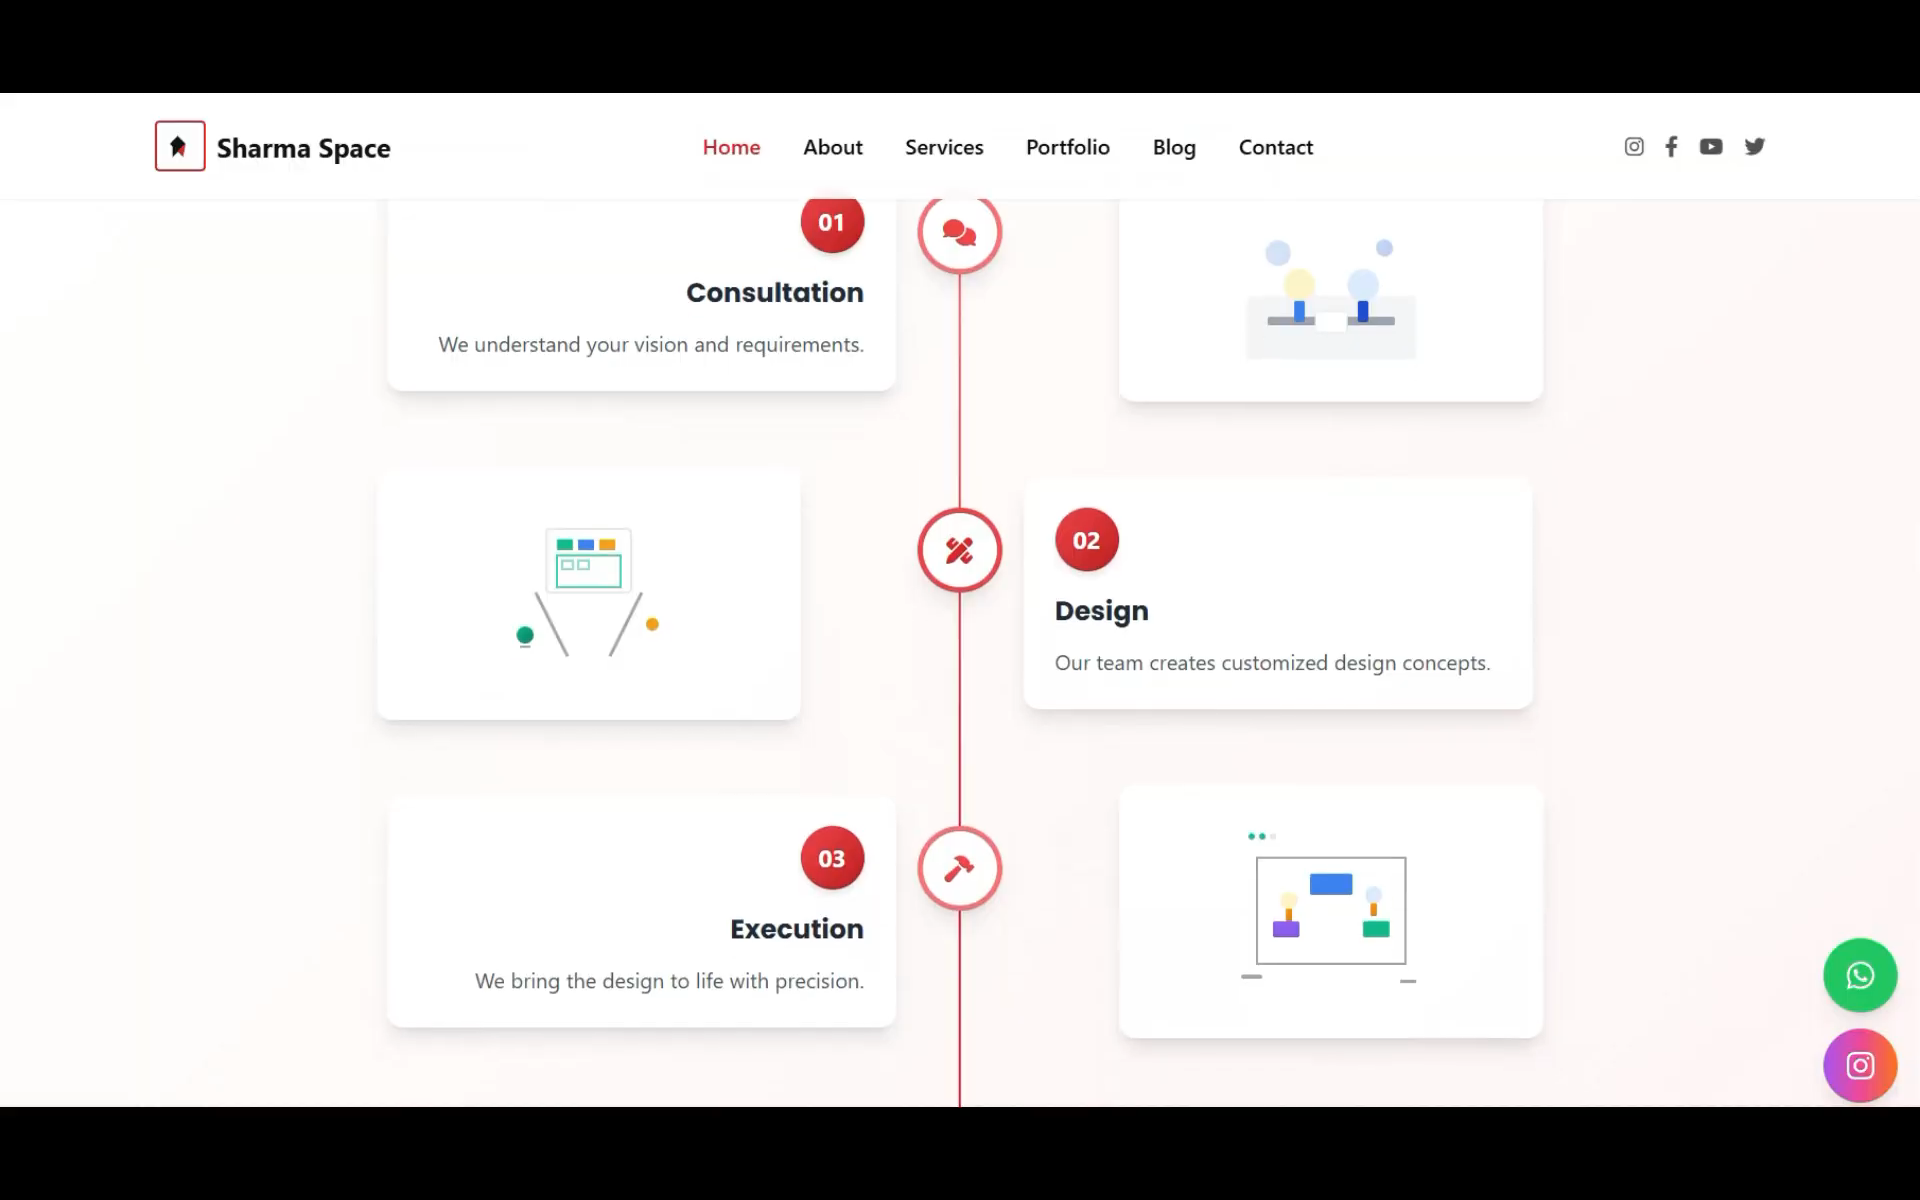 Sharma Space
Home About Services Portfolio Blog Contact
01
Consultation
We understand your vision and requirements.
02
Design
Our team creates customized design concepts.
03
Execution
We bring the design to life with precision.